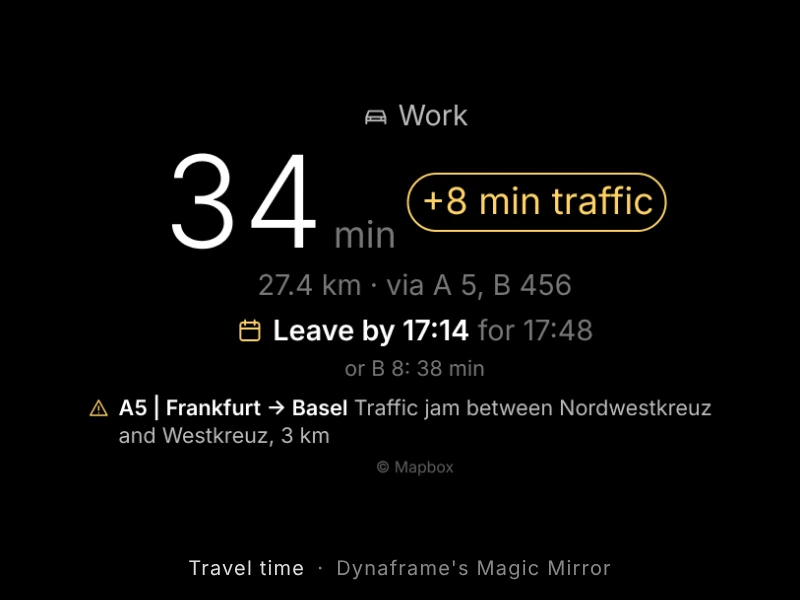 Work
34 min +8 min traffic
27.4 km · via A 5, B 456
Leave by 17:14 for 17:48
or B 8: 38 min
A5 | Frankfurt → Basel Traffic jam between Nordwestkreuz
and Westkreuz, 3 km
© Mapbox
Travel time · Dynaframe's Magic Mirror